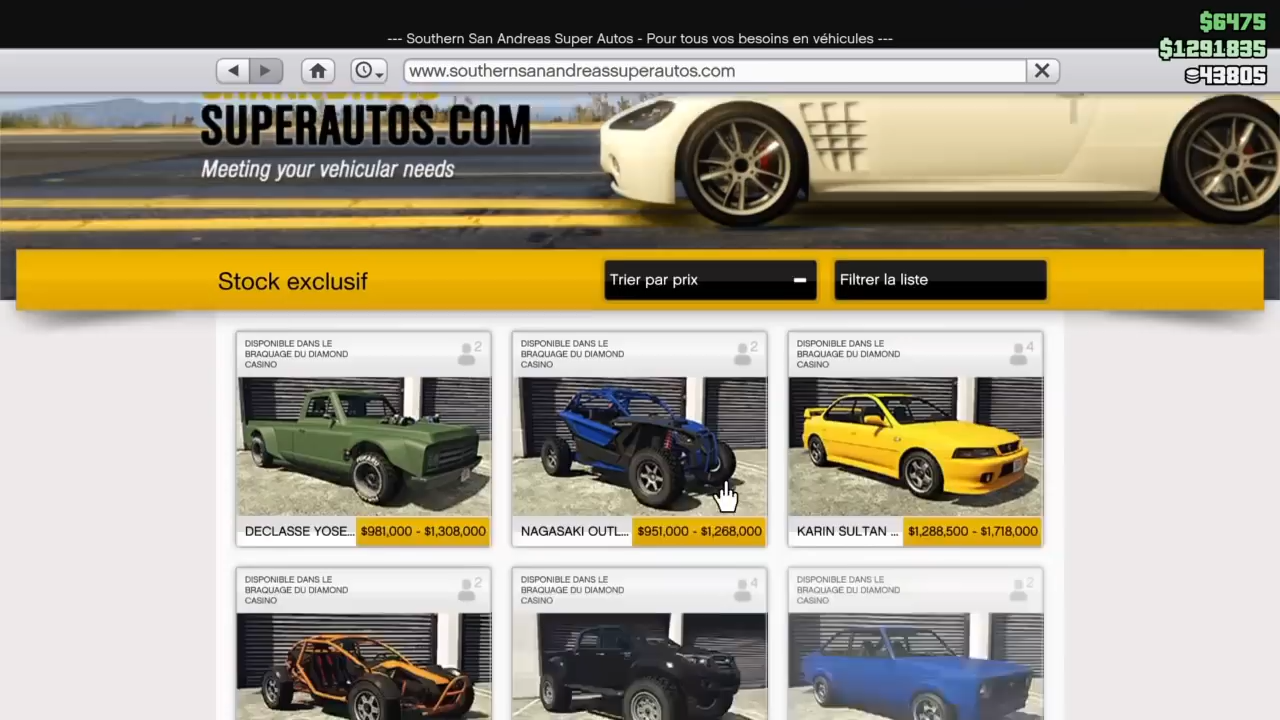 $6475
--- Southern San Andreas Super Autos - Pour tous vos besoins en véhicules ---
$1291835
www.southernsanandreassuperautos.com
43805
SUPERAUTOS.COM
Meeting your vehicular needs
Stock exclusif
Trier par prix
Filtrer la liste
DISPONIBLE DANS LE
BRAQUAGE DU DIAMOND
CASINO
2
DECLASSE YOSE...
$981,000 - $1,308,000
DISPONIBLE DANS LE
BRAQUAGE DU DIAMOND
CASINO
2
NAGASAKI OUTL...
$951,000 - $1,268,000
DISPONIBLE DANS LE
BRAQUAGE DU DIAMOND
CASINO
4
KARIN SULTAN ...
$1,288,500 - $1,718,000
DISPONIBLE DANS LE
BRAQUAGE DU DIAMOND
CASINO
2
DISPONIBLE DANS LE
BRAQUAGE DU DIAMOND
CASINO
4
DISPONIBLE DANS LE
BRAQUAGE DU DIAMOND
CASINO
2